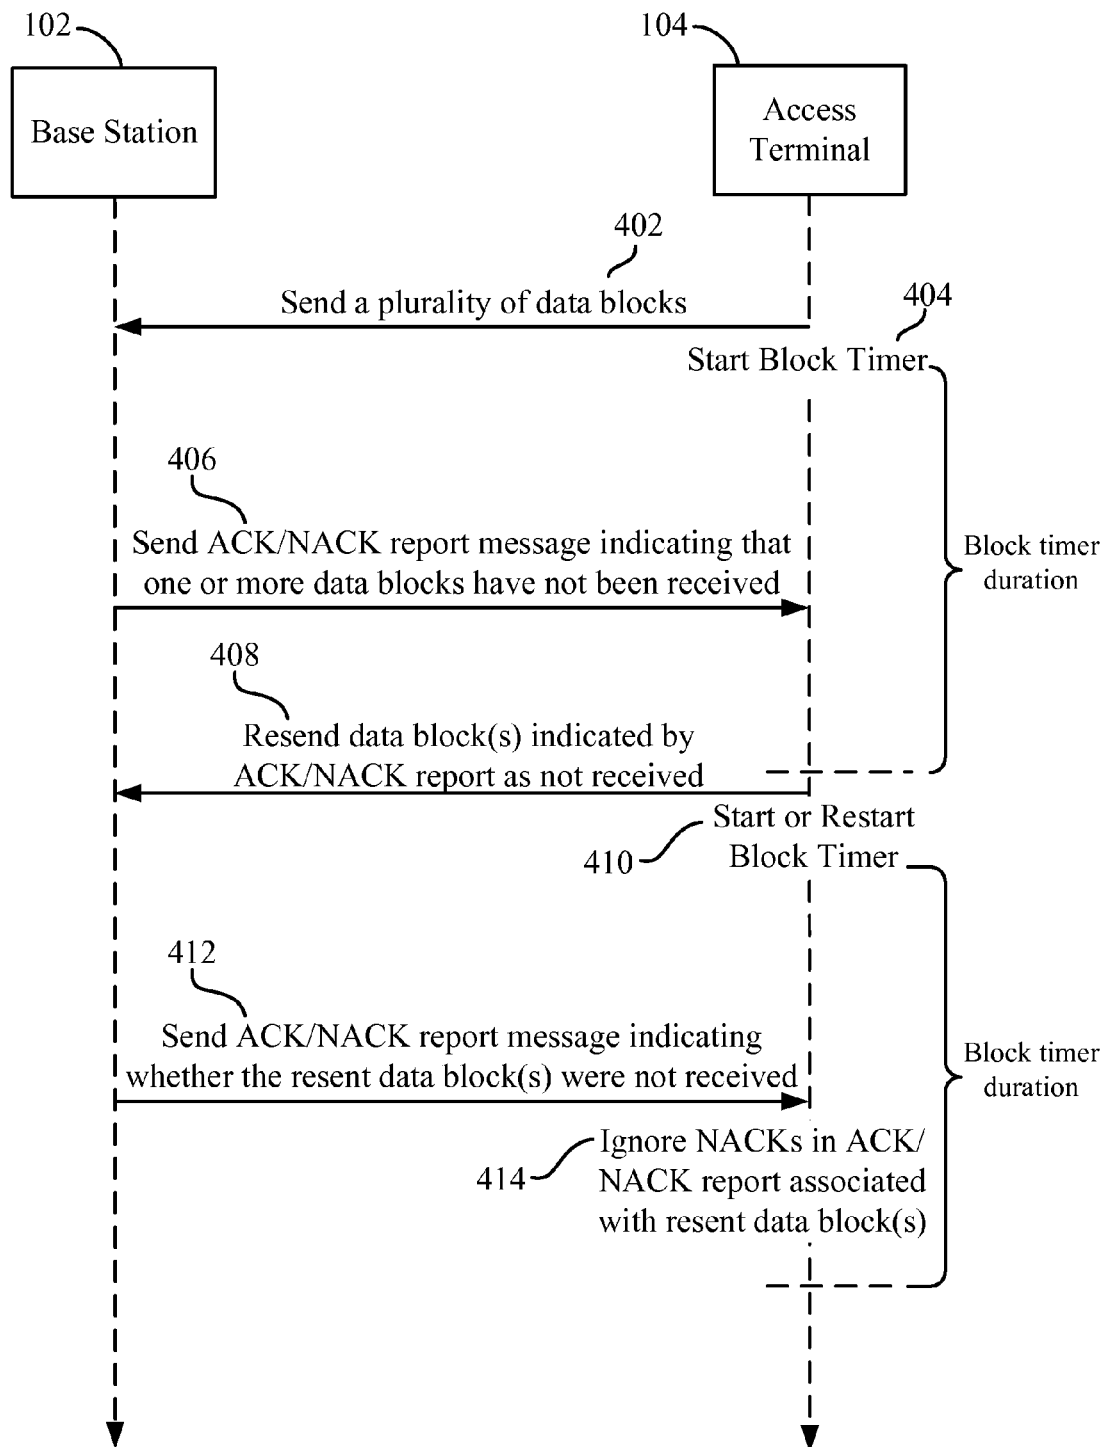 102
104
Base Station
Access
Terminal
402
Send a plurality of data blocks
404
Start Block Timer
406
Send ACK/NACK report message indicating that
one or more data blocks have not been received
Block timer
duration
408
Resend data block(s) indicated by
ACK/NACK report as not received
Start or Restart
Block Timer
410
412
Send ACK/NACK report message indicating
whether the resent data block(s) were not received
Block timer
duration
Ignore NACKs in ACK/
NACK report associated
with resent data block(s)
414